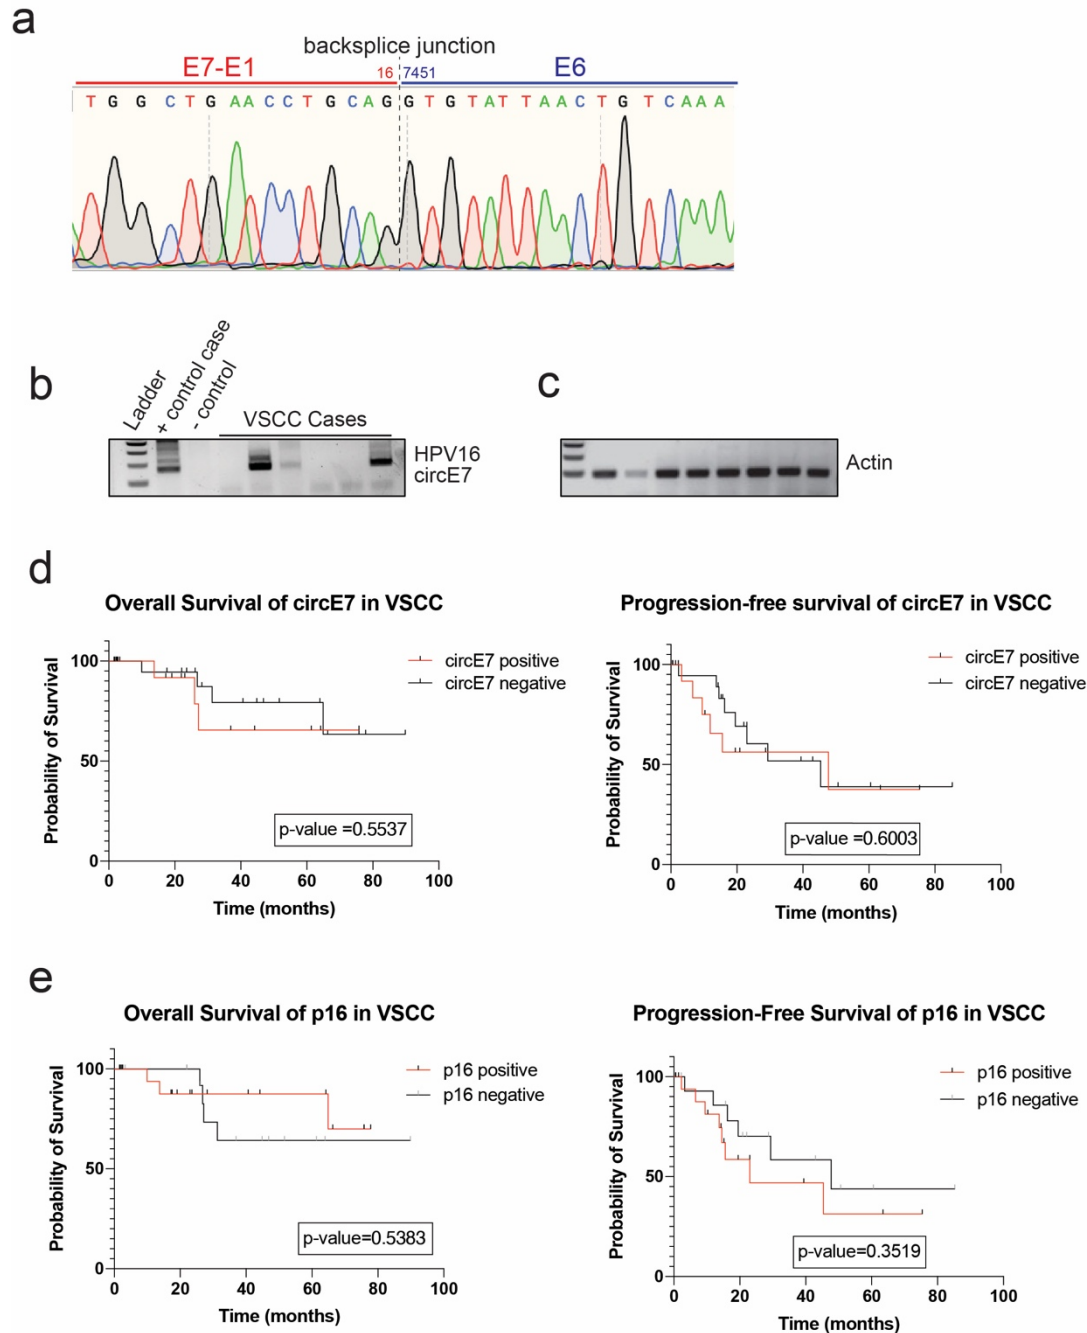 a
backsplice junction
E7-E1 16 7451 E6
T G G C T G A A C C T G C A G G T G T A T T A A C T G T C A A A
b
Ladder
+ control case
- control
VSCC Cases
HPV16
circE7
c
Actin
d
Overall Survival of circE7 in VSCC
Probability of Survival
100
50
0
0 20 40 60 80 100
Time (months)
circE7 positive
circE7 negative
p-value =0.5537
Progression-free survival of circE7 in VSCC
Probability of Survival
100
50
0
0 20 40 60 80 100
Time (months)
circE7 positive
circE7 negative
p-value =0.6003
e
Overall Survival of p16 in VSCC
Probability of Survival
100
50
0
0 20 40 60 80 100
Time (months)
p16 positive
p16 negative
p-value=0.5383
Progression-Free Survival of p16 in VSCC
Probability of Survival
100
50
0
0 20 40 60 80 100
Time (months)
p16 positive
p16 negative
p-value=0.3519